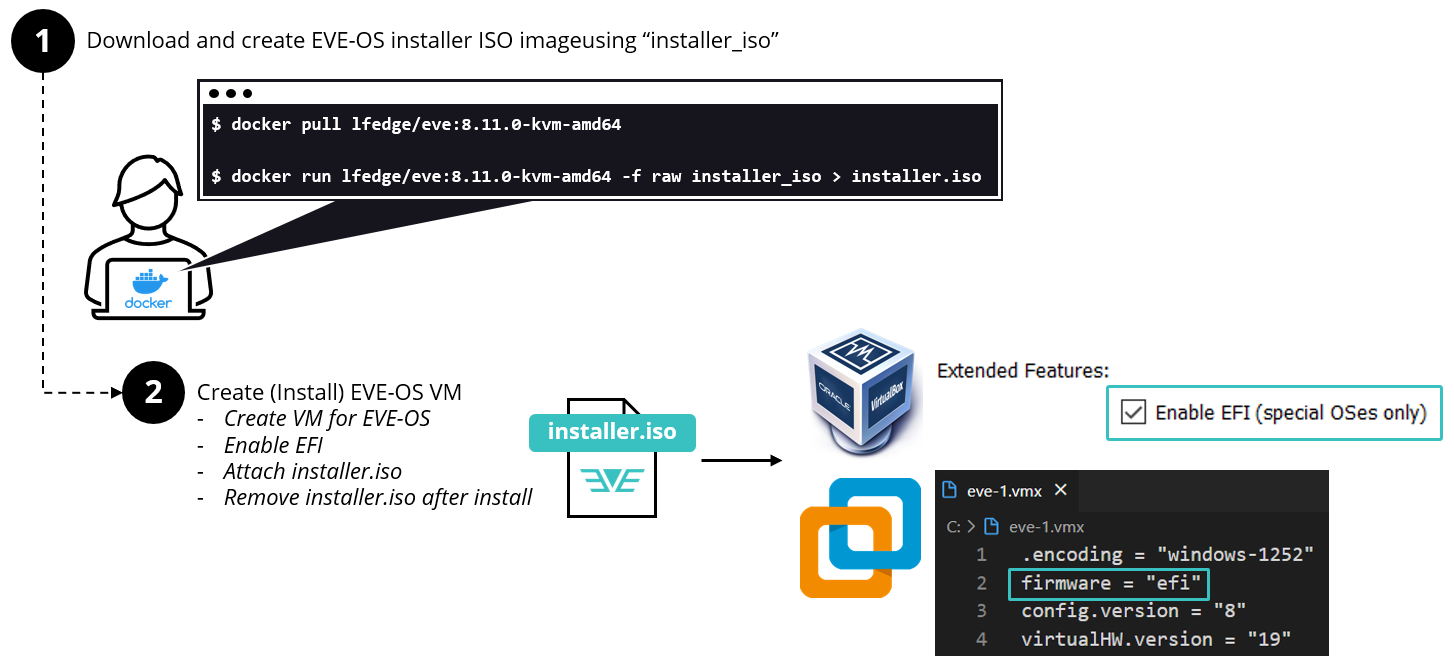 1
Download and create EVE-OS installer ISO imageusing “installer_iso”
$ docker pull lfedge/eve:8.11.0-kvm-amd64
$ docker run lfedge/eve:8.11.0-kvm-amd64 -f raw installer_iso > installer.iso
docker
2
Create (Install) EVE-OS VM
- Create VM for EVE-OS
- Enable EFI
- Attach installer.iso
- Remove installer.iso after install
installer.iso
EVE
ORACLE
VirtualBox
Extended Features:
Enable EFI (special OSes only)
eve-1.vmx
C: > eve-1.vmx
1 .encoding = "windows-1252"
2 firmware = "efi"
3 config.version = "8"
4 virtualHW.version = "19"